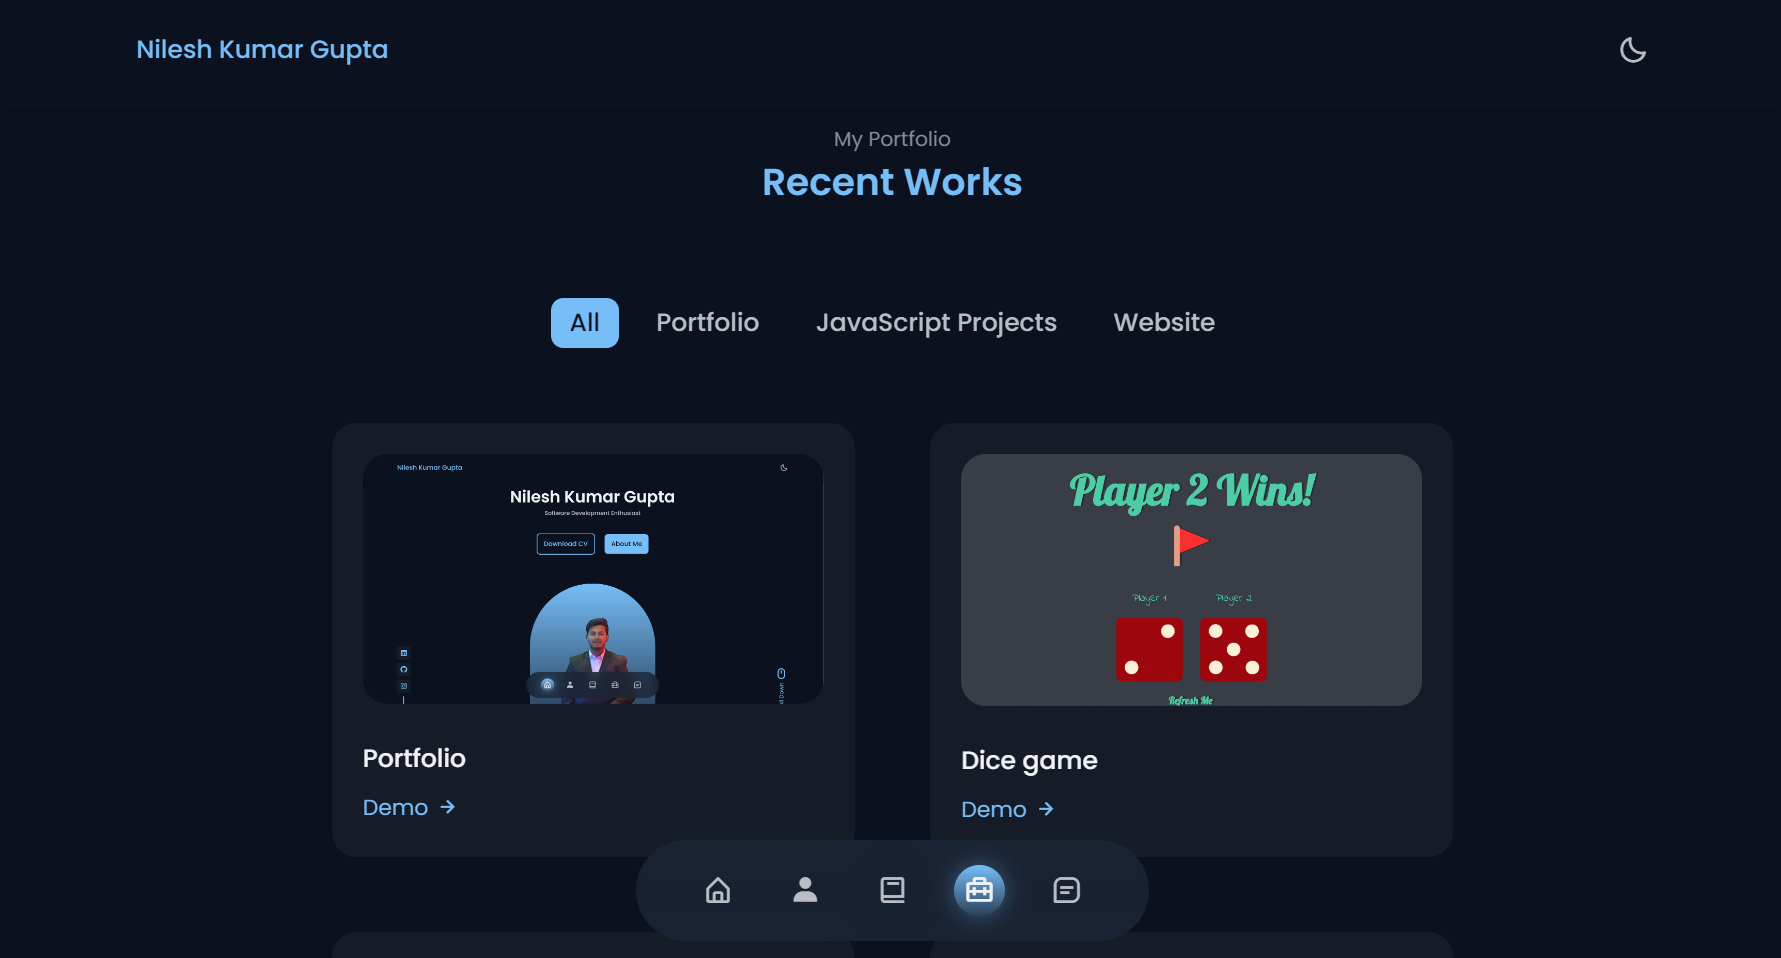 Nilesh Kumar Gupta
My Portfolio
Recent Works
All Portfolio JavaScript Projects Website
Nilesh Kumar Gupta
Nilesh Kumar Gupta
Software Development Enthusiast
Download CV About Me
Portfolio
Demo
Player 2 Wins!
Player 1 Player 2
Refresh Me
Dice game
Demo